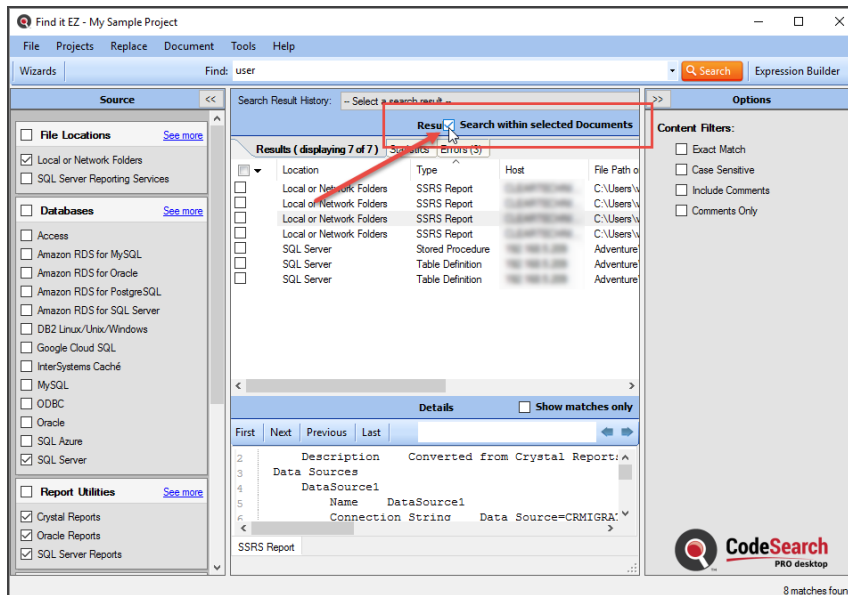 Find it EZ - My Sample Project
File Projects Replace Document Tools Help
Wizards Find: user Search Expression Builder
Source <<
File Locations See more
Local or Network Folders
SQL Server Reporting Services
Databases See more
Access
Amazon RDS for MySQL
Amazon RDS for Oracle
Amazon RDS for PostgreSQL
Amazon RDS for SQL Server
DB2 Linux/Unix/Windows
Google Cloud SQL
InterSystems Caché
MySQL
ODBC
Oracle
SQL Azure
SQL Server
Report Utilities See more
Crystal Reports
Oracle Reports
SQL Server Reports
Search Result History: -- Select a search result --
Resu Search within selected Documents
Results ( displaying 7 of 7 ) Statistics Errors (3)
Location Type Host File Path o
Local or Network Folders SSRS Report C:\Users\v
Local or Network Folders SSRS Report C:\Users\v
Local or Network Folders SSRS Report C:\Users\v
Local or Network Folders SSRS Report C:\Users\v
SQL Server Stored Procedure Adventure
SQL Server Table Definition Adventure
SQL Server Table Definition Adventure
Details Show matches only
First Next Previous Last
2 Description Converted from Crystal Report
3 Data Sources
4 DataSource1
5 Name DataSource1
6 Connection String Data Source=CRMIGRA
SSRS Report
>> Options
Content Filters:
Exact Match
Case Sensitive
Include Comments
Comments Only
CodeSearch
PRO desktop
8 matches foun